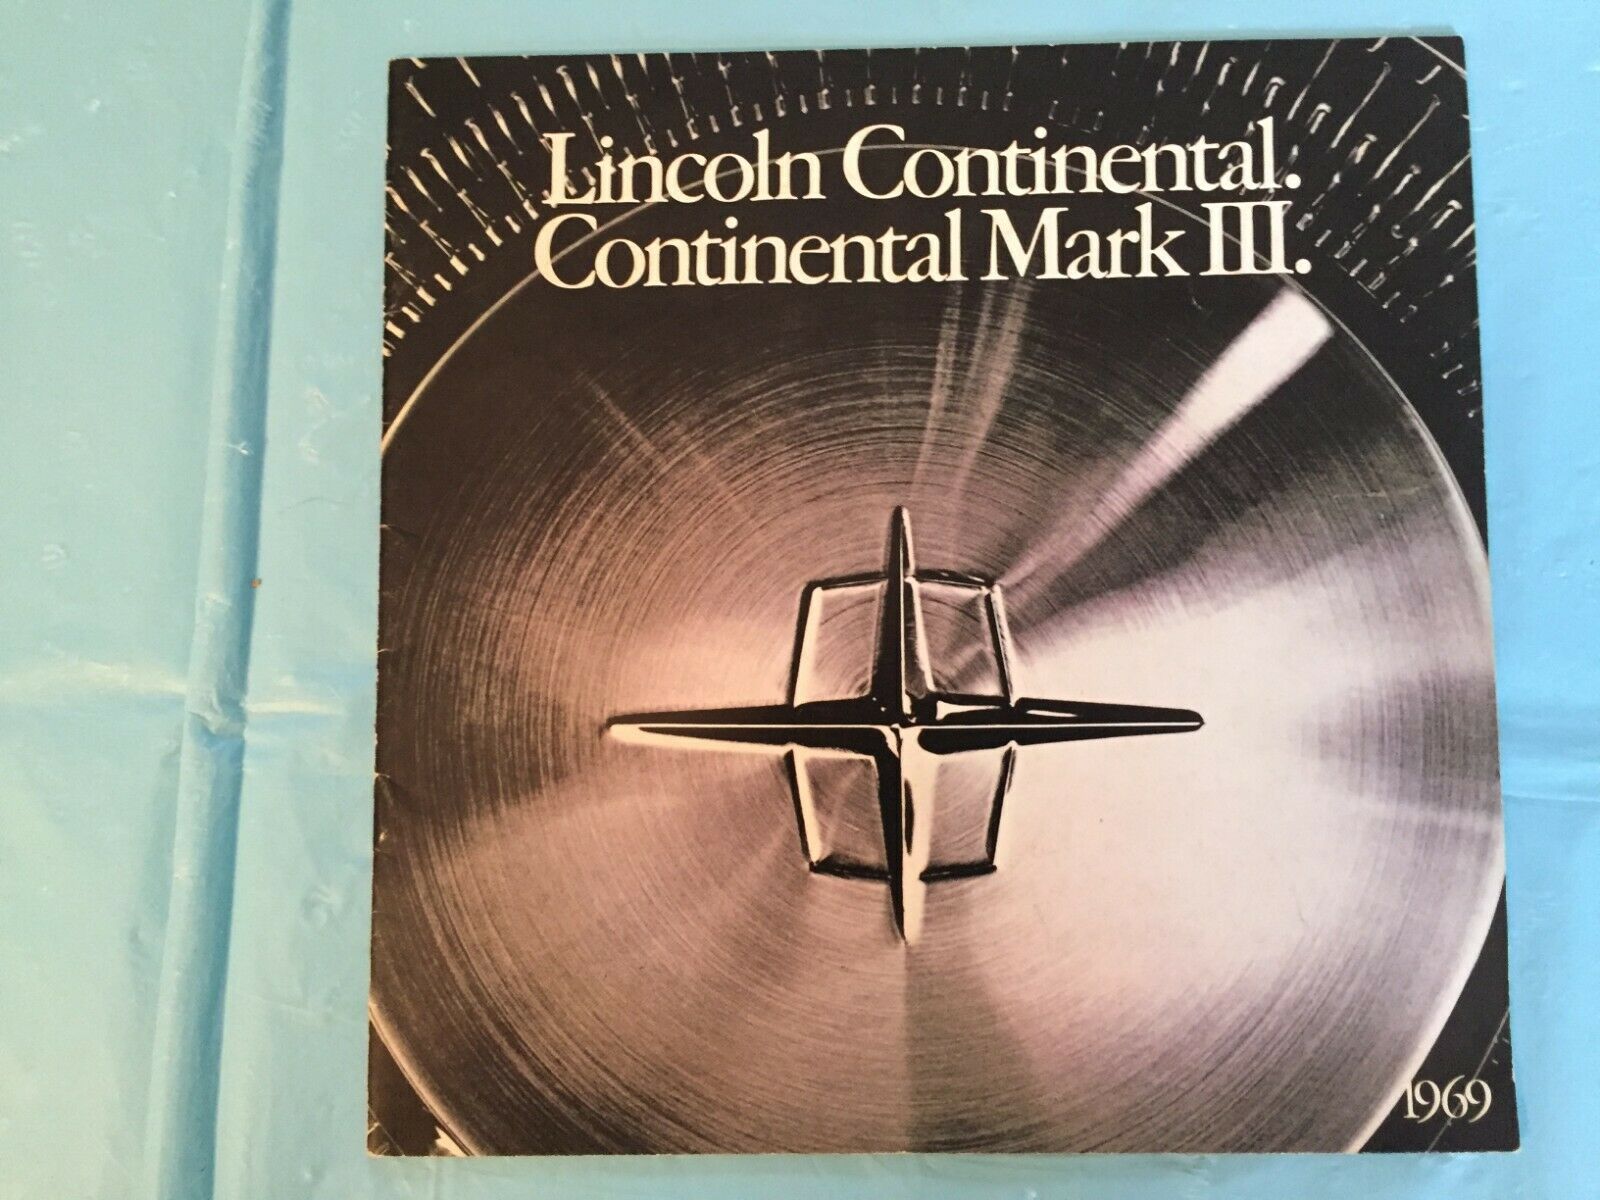 Lincoln Continental.
Continental Mark III.
1969